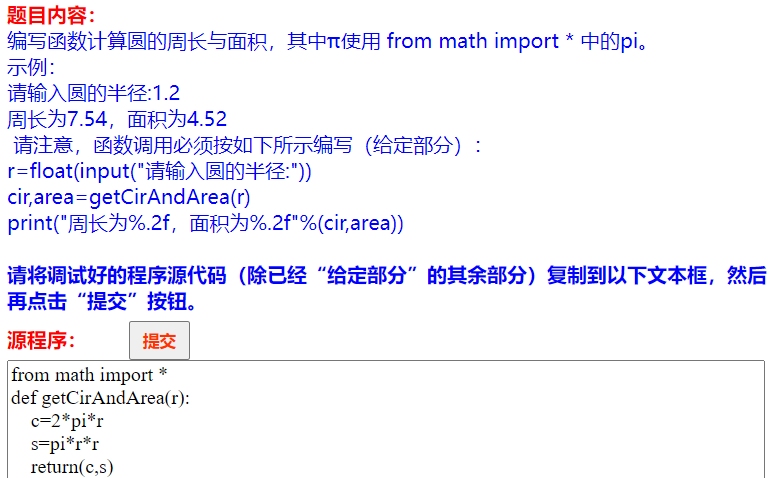 题目内容：
编写函数计算圆的周长与面积，其中π使用 from math import * 中的pi。
示例：
请输入圆的半径:1.2
周长为7.54，面积为4.52
请注意，函数调用必须按如下所示编写（给定部分）：
r=float(input("请输入圆的半径:"))
cir,area=getCirAndArea(r)
print("周长为%.2f，面积为%.2f"%(cir,area))
请将调试好的程序源代码（除已经“给定部分”的其余部分）复制到以下文本框，然后
再点击“提交”按钮。
源程序： 提交
from math import *
def getCirAndArea(r):
    c=2*pi*r
    s=pi*r*r
    return(c,s)